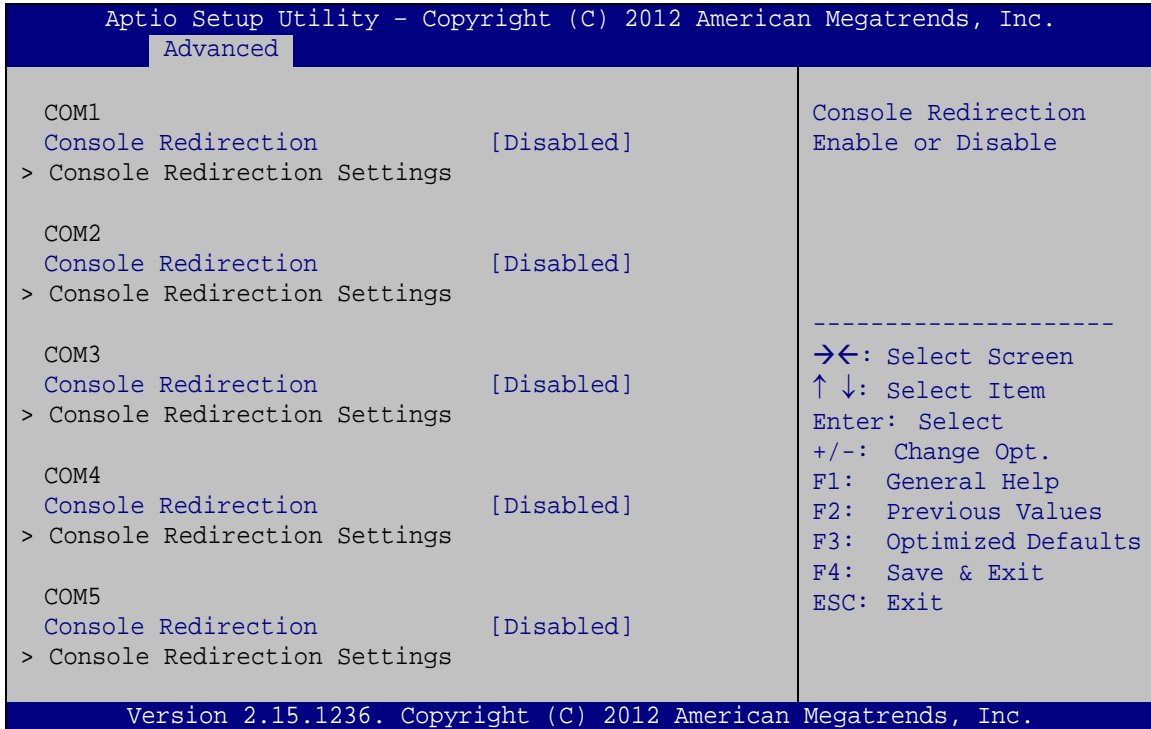 Aptio Setup Utility – Copyright (C) 2012 American Megatrends, Inc.
Advanced
COM1
Console Redirection [Disabled]
> Console Redirection Settings
COM2
Console Redirection [Disabled]
> Console Redirection Settings
COM3
Console Redirection [Disabled]
> Console Redirection Settings
COM4
Console Redirection [Disabled]
> Console Redirection Settings
COM5
Console Redirection [Disabled]
> Console Redirection Settings
Console Redirection
Enable or Disable
---------------------
→←: Select Screen
↑ ↓: Select Item
Enter: Select
+/-: Change Opt.
F1: General Help
F2: Previous Values
F3: Optimized Defaults
F4: Save & Exit
ESC: Exit
Version 2.15.1236. Copyright (C) 2012 American Megatrends, Inc.